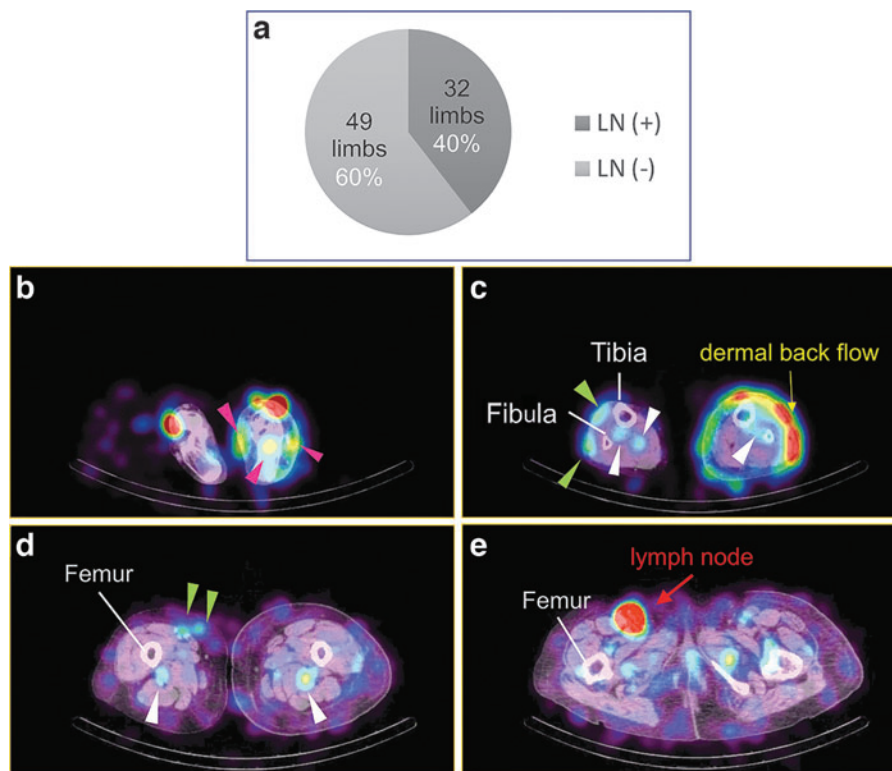 a
32
limbs
40%
49
limbs
60%
LN (+)
LN (-)
b
c
Tibia
dermal back flow
Fibula
d
Femur
e
lymph node
Femur